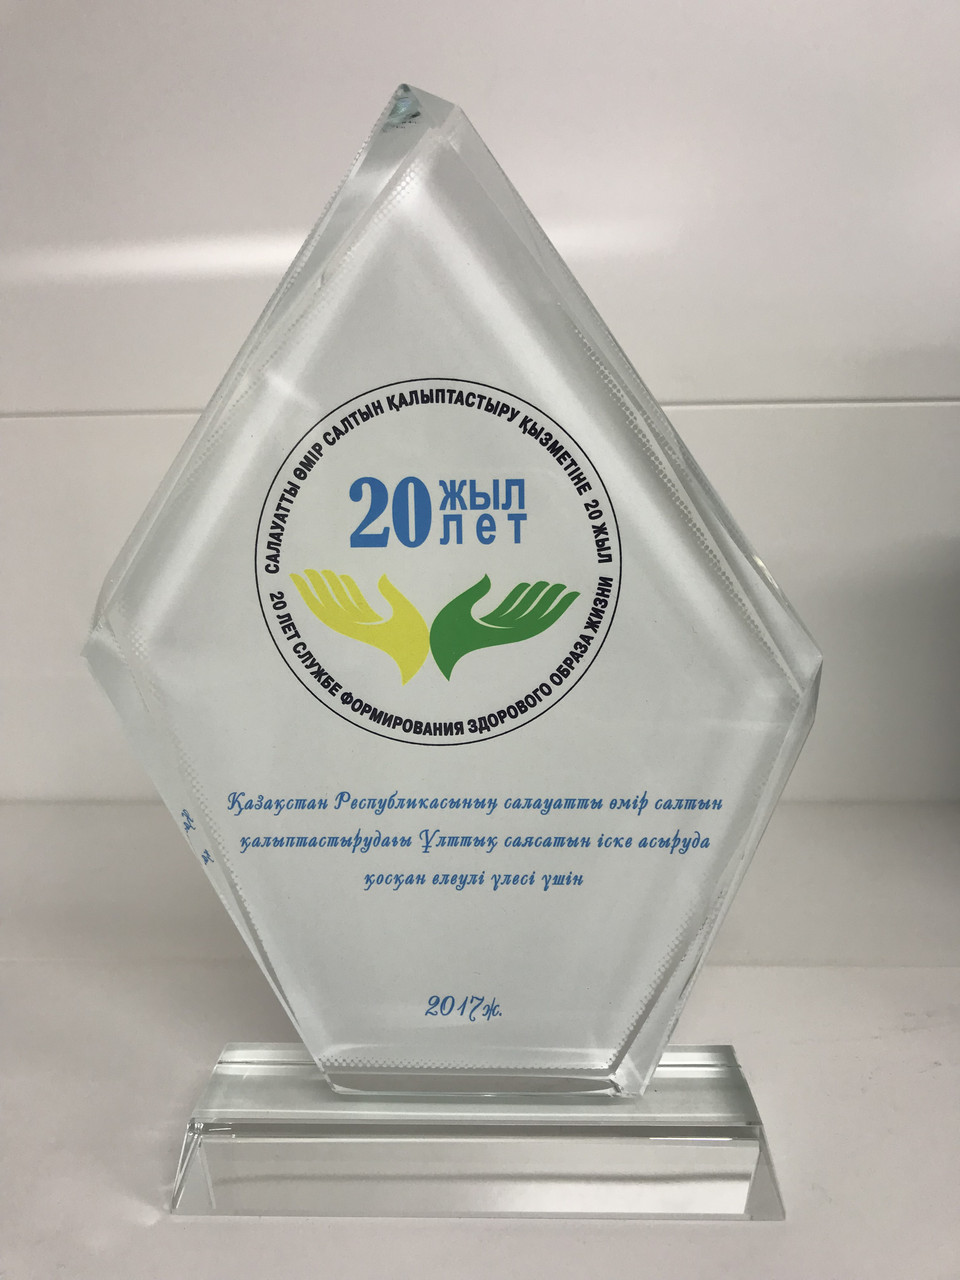 САЛАУАТТЫ ӨМІР САЛТЫН ҚАЛЫПТАСТЫРУ ҚЫЗМЕТІНЕ 20 ЖЫЛ
20 ЖЫЛ
ЛЕТ
20 ЛЕТ СЛУЖБЕ ФОРМИРОВАНИЯ ЗДОРОВОГО ОБРАЗА ЖИЗНИ
Қазақстан Республикасының салауатты өмір салтын
қалыптастырудағы Ұлттық саясатын іске асыруда
қосқан елеулі үлесі үшін
2017ж.